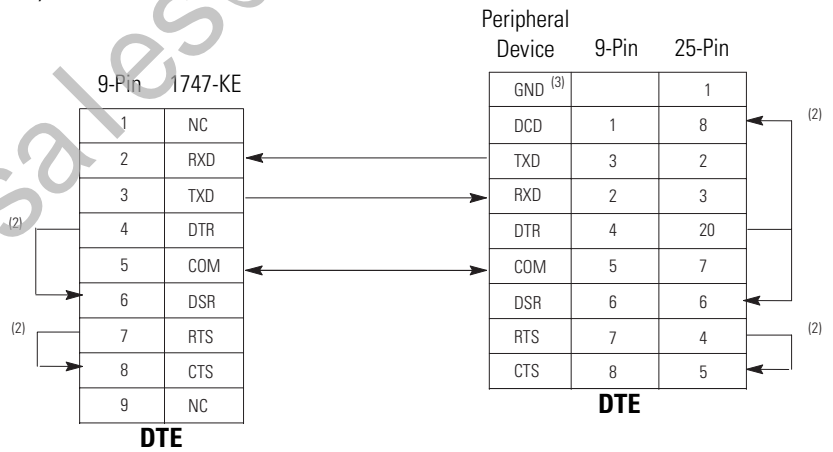 Peripheral
Device 9-Pin 25-Pin
9-Pin 1747-KE
GND (3) 1
DCD 1 8
TXD 3 2
RXD 2 3
DTR 4 20
COM 5 7
DSR 6 6
RTS 7 4
CTS 8 5
DTE
(2)
(2)
1 NC
2 RXD
3 TXD
4 DTR
5 COM
6 DSR
7 RTS
8 CTS
9 NC
DTE
(2)
(2)